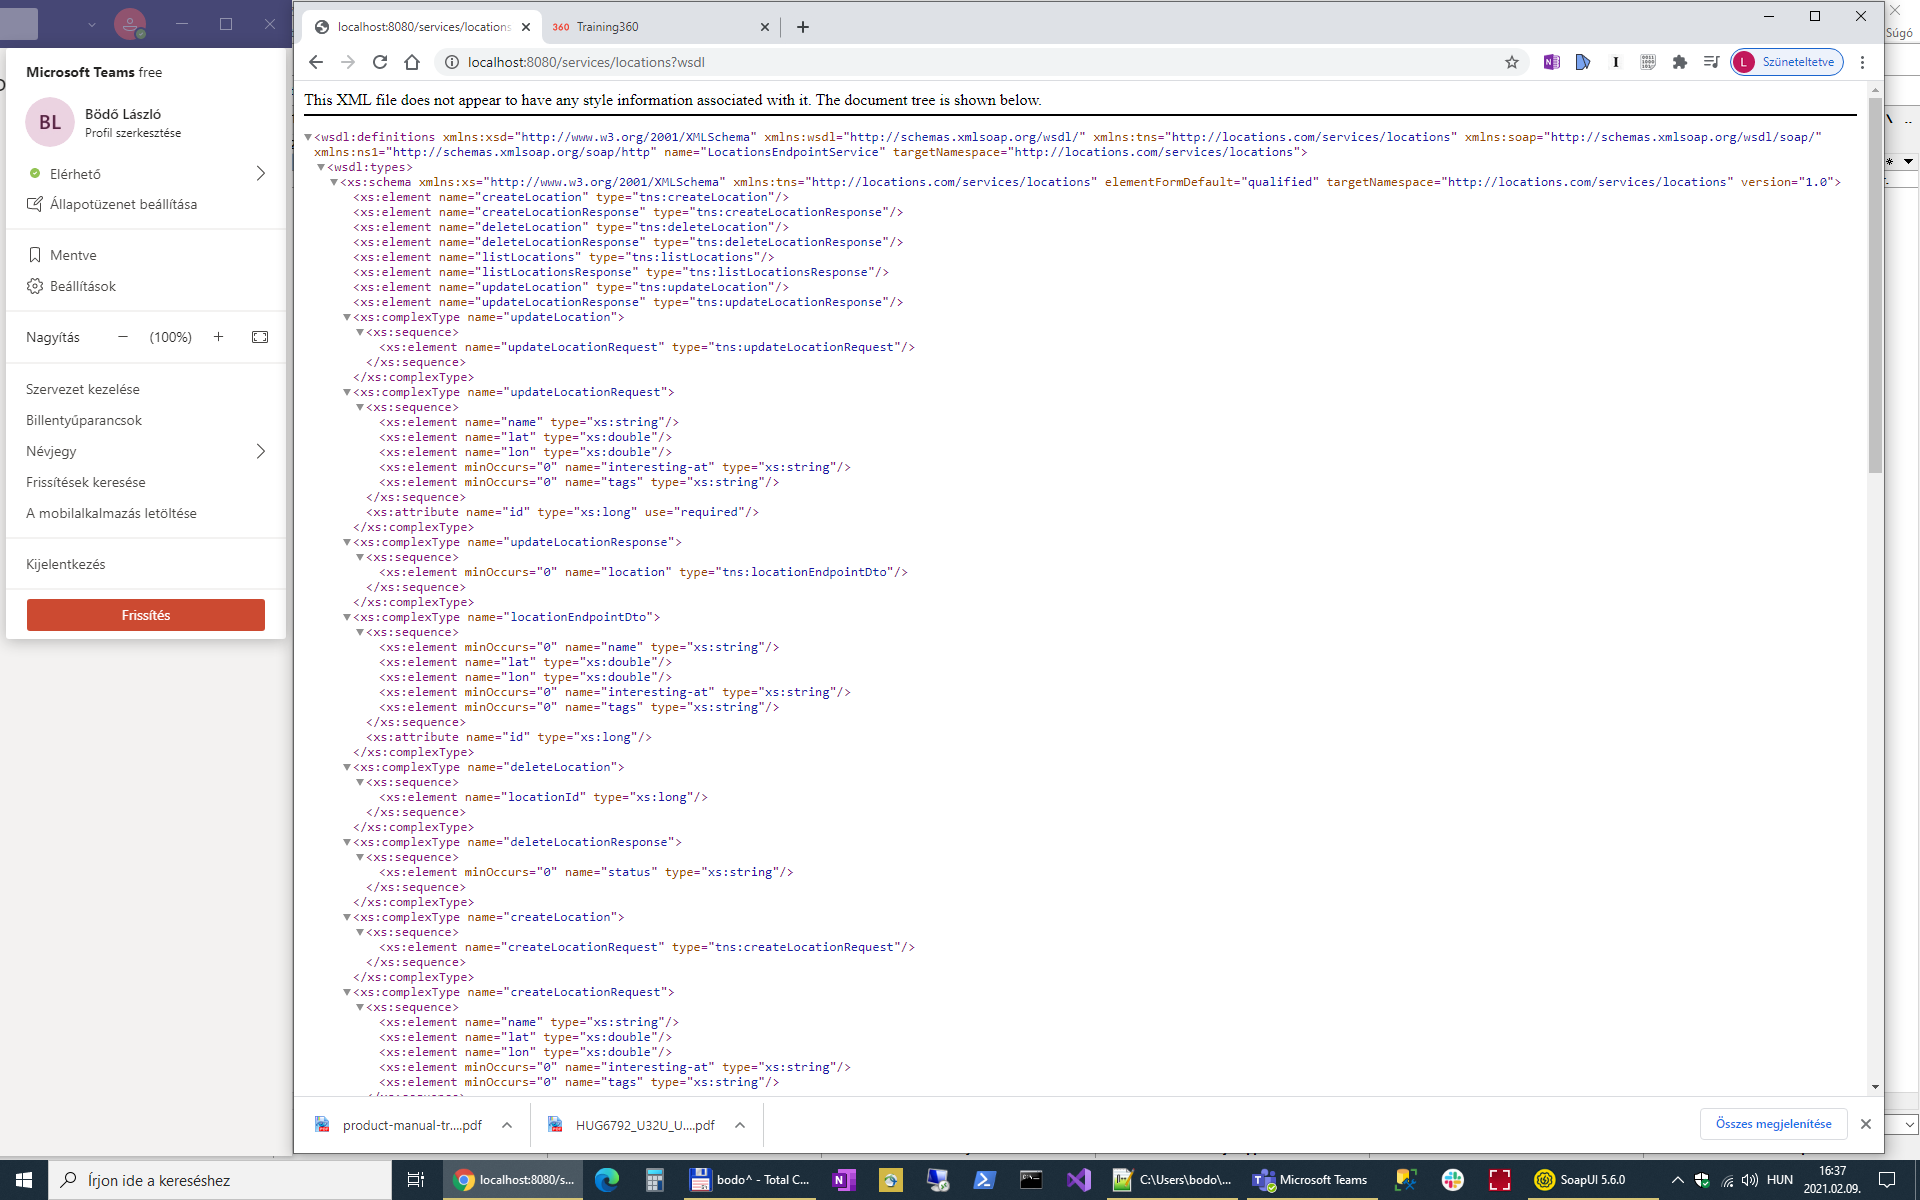 Microsoft Teams free
BL
Bödő László
Profil szerkesztése
Elérhető
Állapotüzenet beállítása
Mentve
Beállítások
Nagyítás
(100%)
Szervezet kezelése
Billentyűparancsok
Névjegy
Frissítések keresése
A mobilalkalmazás letöltése
Kijelentkezés
Frissítés
localhost:8080/services/locations
360 Training360
localhost:8080/services/locations?wsdl
L Szüneteltetve
Súgó
This XML file does not appear to have any style information associated with it. The document tree is shown below.
▼<wsdl:definitions xmlns:xsd="http://www.w3.org/2001/XMLSchema" xmlns:wsdl="http://schemas.xmlsoap.org/wsdl/" xmlns:tns="http://locations.com/services/locations" xmlns:soap="http://schemas.xmlsoap.org/wsdl/soap/"
xmlns:ns1="http://schemas.xmlsoap.org/soap/http" name="LocationsEndpointService" targetNamespace="http://locations.com/services/locations">
▼<wsdl:types>
▼<xs:schema xmlns:xs="http://www.w3.org/2001/XMLSchema" xmlns:tns="http://locations.com/services/locations" elementFormDefault="qualified" targetNamespace="http://locations.com/services/locations" version="1.0">
<xs:element name="createLocation" type="tns:createLocation"/>
<xs:element name="createLocationResponse" type="tns:createLocationResponse"/>
<xs:element name="deleteLocation" type="tns:deleteLocation"/>
<xs:element name="deleteLocationResponse" type="tns:deleteLocationResponse"/>
<xs:element name="listLocations" type="tns:listLocations"/>
<xs:element name="listLocationsResponse" type="tns:listLocationsResponse"/>
<xs:element name="updateLocation" type="tns:updateLocation"/>
<xs:element name="updateLocationResponse" type="tns:updateLocationResponse"/>
▼<xs:complexType name="updateLocation">
▼<xs:sequence>
<xs:element name="updateLocationRequest" type="tns:updateLocationRequest"/>
</xs:sequence>
</xs:complexType>
▼<xs:complexType name="updateLocationRequest">
▼<xs:sequence>
<xs:element name="name" type="xs:string"/>
<xs:element name="lat" type="xs:double"/>
<xs:element name="lon" type="xs:double"/>
<xs:element minOccurs="0" name="interesting-at" type="xs:string"/>
<xs:element minOccurs="0" name="tags" type="xs:string"/>
</xs:sequence>
<xs:attribute name="id" type="xs:long" use="required"/>
</xs:complexType>
▼<xs:complexType name="updateLocationResponse">
▼<xs:sequence>
<xs:element minOccurs="0" name="location" type="tns:locationEndpointDto"/>
</xs:sequence>
</xs:complexType>
▼<xs:complexType name="locationEndpointDto">
▼<xs:sequence>
<xs:element minOccurs="0" name="name" type="xs:string"/>
<xs:element name="lat" type="xs:double"/>
<xs:element name="lon" type="xs:double"/>
<xs:element minOccurs="0" name="interesting-at" type="xs:string"/>
<xs:element minOccurs="0" name="tags" type="xs:string"/>
</xs:sequence>
<xs:attribute name="id" type="xs:long"/>
</xs:complexType>
▼<xs:complexType name="deleteLocation">
▼<xs:sequence>
<xs:element name="locationId" type="xs:long"/>
</xs:sequence>
</xs:complexType>
▼<xs:complexType name="deleteLocationResponse">
▼<xs:sequence>
<xs:element minOccurs="0" name="status" type="xs:string"/>
</xs:sequence>
</xs:complexType>
▼<xs:complexType name="createLocation">
▼<xs:sequence>
<xs:element name="createLocationRequest" type="tns:createLocationRequest"/>
</xs:sequence>
</xs:complexType>
▼<xs:complexType name="createLocationRequest">
▼<xs:sequence>
<xs:element name="name" type="xs:string"/>
<xs:element name="lat" type="xs:double"/>
<xs:element name="lon" type="xs:double"/>
<xs:element minOccurs="0" name="interesting-at" type="xs:string"/>
<xs:element minOccurs="0" name="tags" type="xs:string"/>
product-manual-tr....pdf
HUG6792_U32U_U....pdf
Összes megjelenítése
Írjon ide a kereséshez
localhost:8080/s...
bodo^ - Total C...
C:\Users\bodo\...
Microsoft Teams
SoapUI 5.6.0
HUN
16:37
2021.02.09.